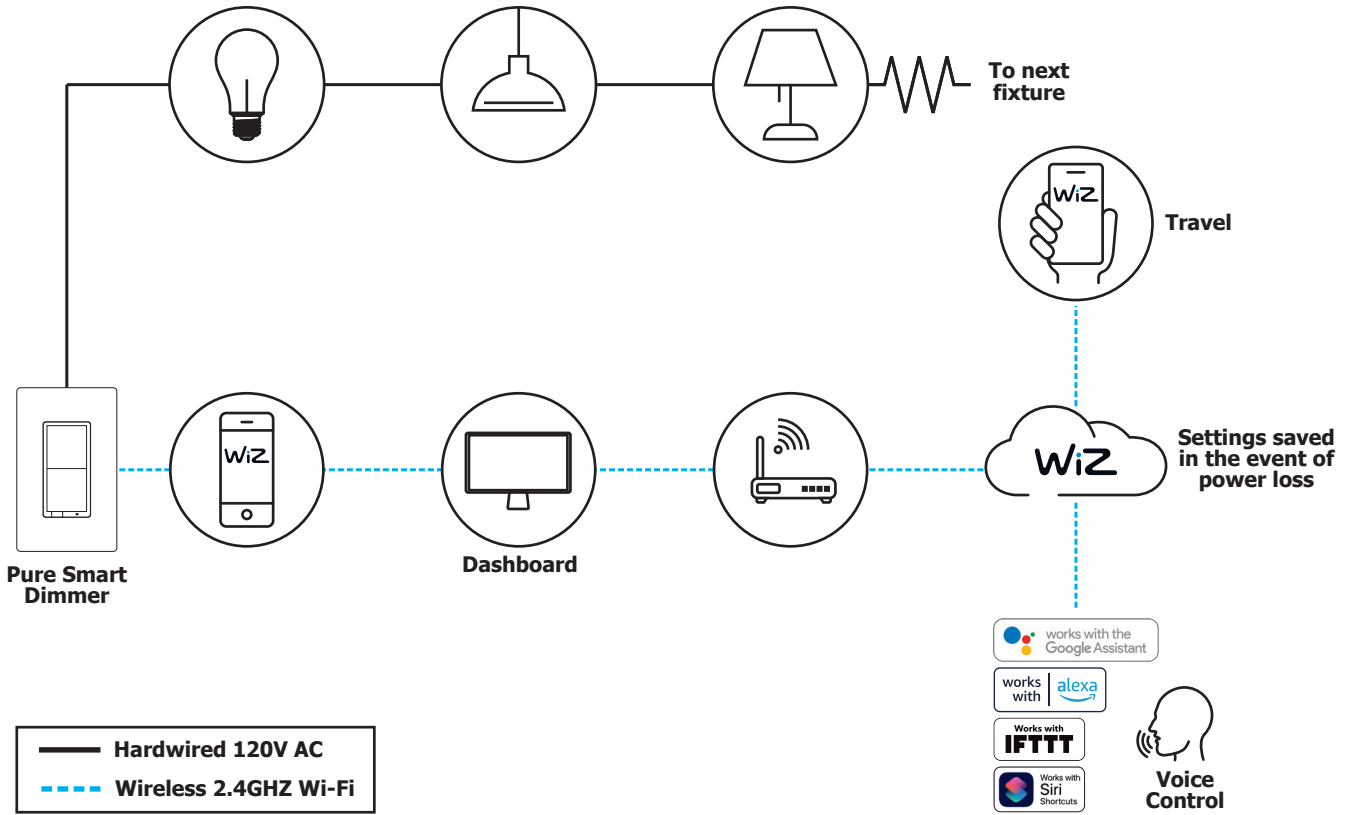 To next
fixture
WiZ
Travel
WiZ
WiZ
Settings saved
in the event of
power loss
Dashboard
Pure Smart
Dimmer
works with the
Google Assistant
works
with
alexa
Works with
IFTTT
Works with
Siri
Shortcuts
Voice
Control
Hardwired 120V AC
Wireless 2.4GHZ Wi-Fi